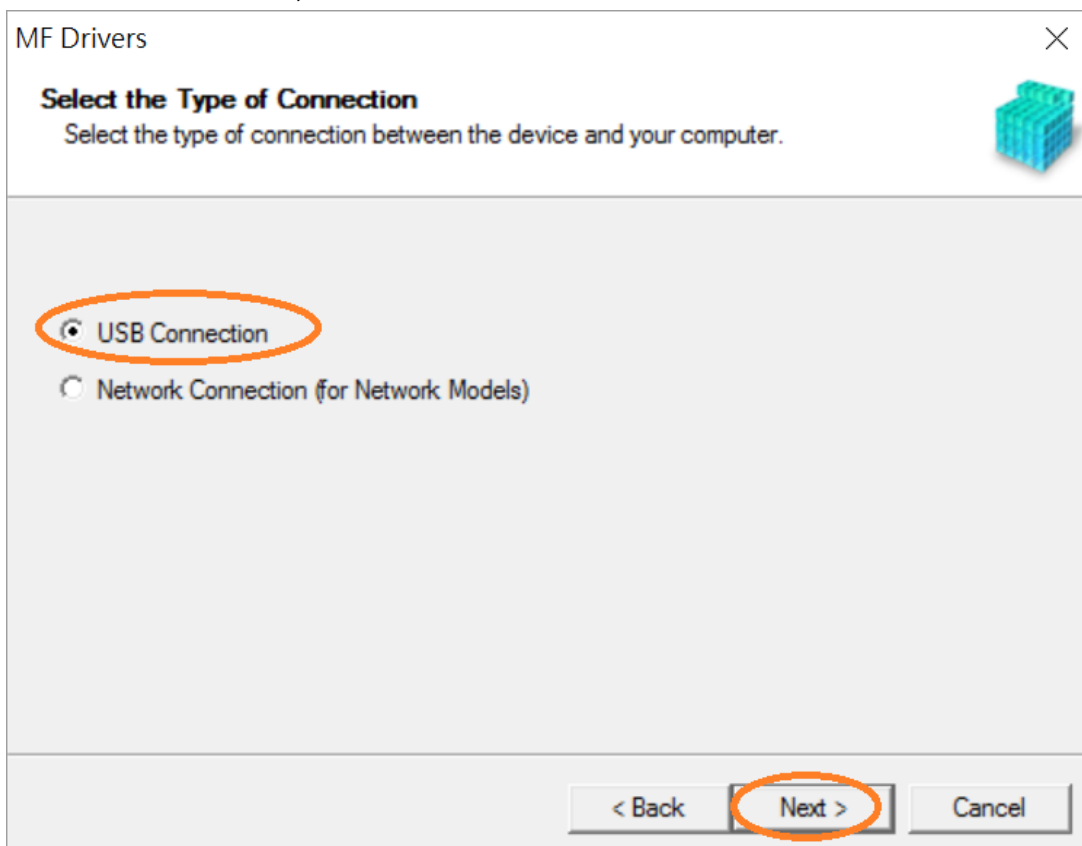 MF Drivers
Select the Type of Connection
Select the type of connection between the device and your computer.
USB Connection
Network Connection (for Network Models)
< Back
Next >
Cancel